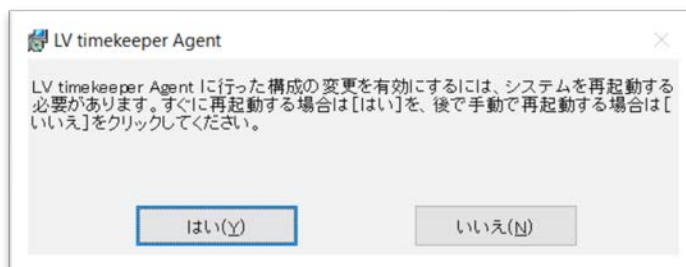 LV timekeeper Agent
LV timekeeper Agent に行った構成の変更を有効にするには、システムを再起動する
必要があります。すぐに再起動する場合は[はい]を、後で手動で再起動する場合は[
いいえ]をクリックしてください。
はい(Y)
いいえ(N)